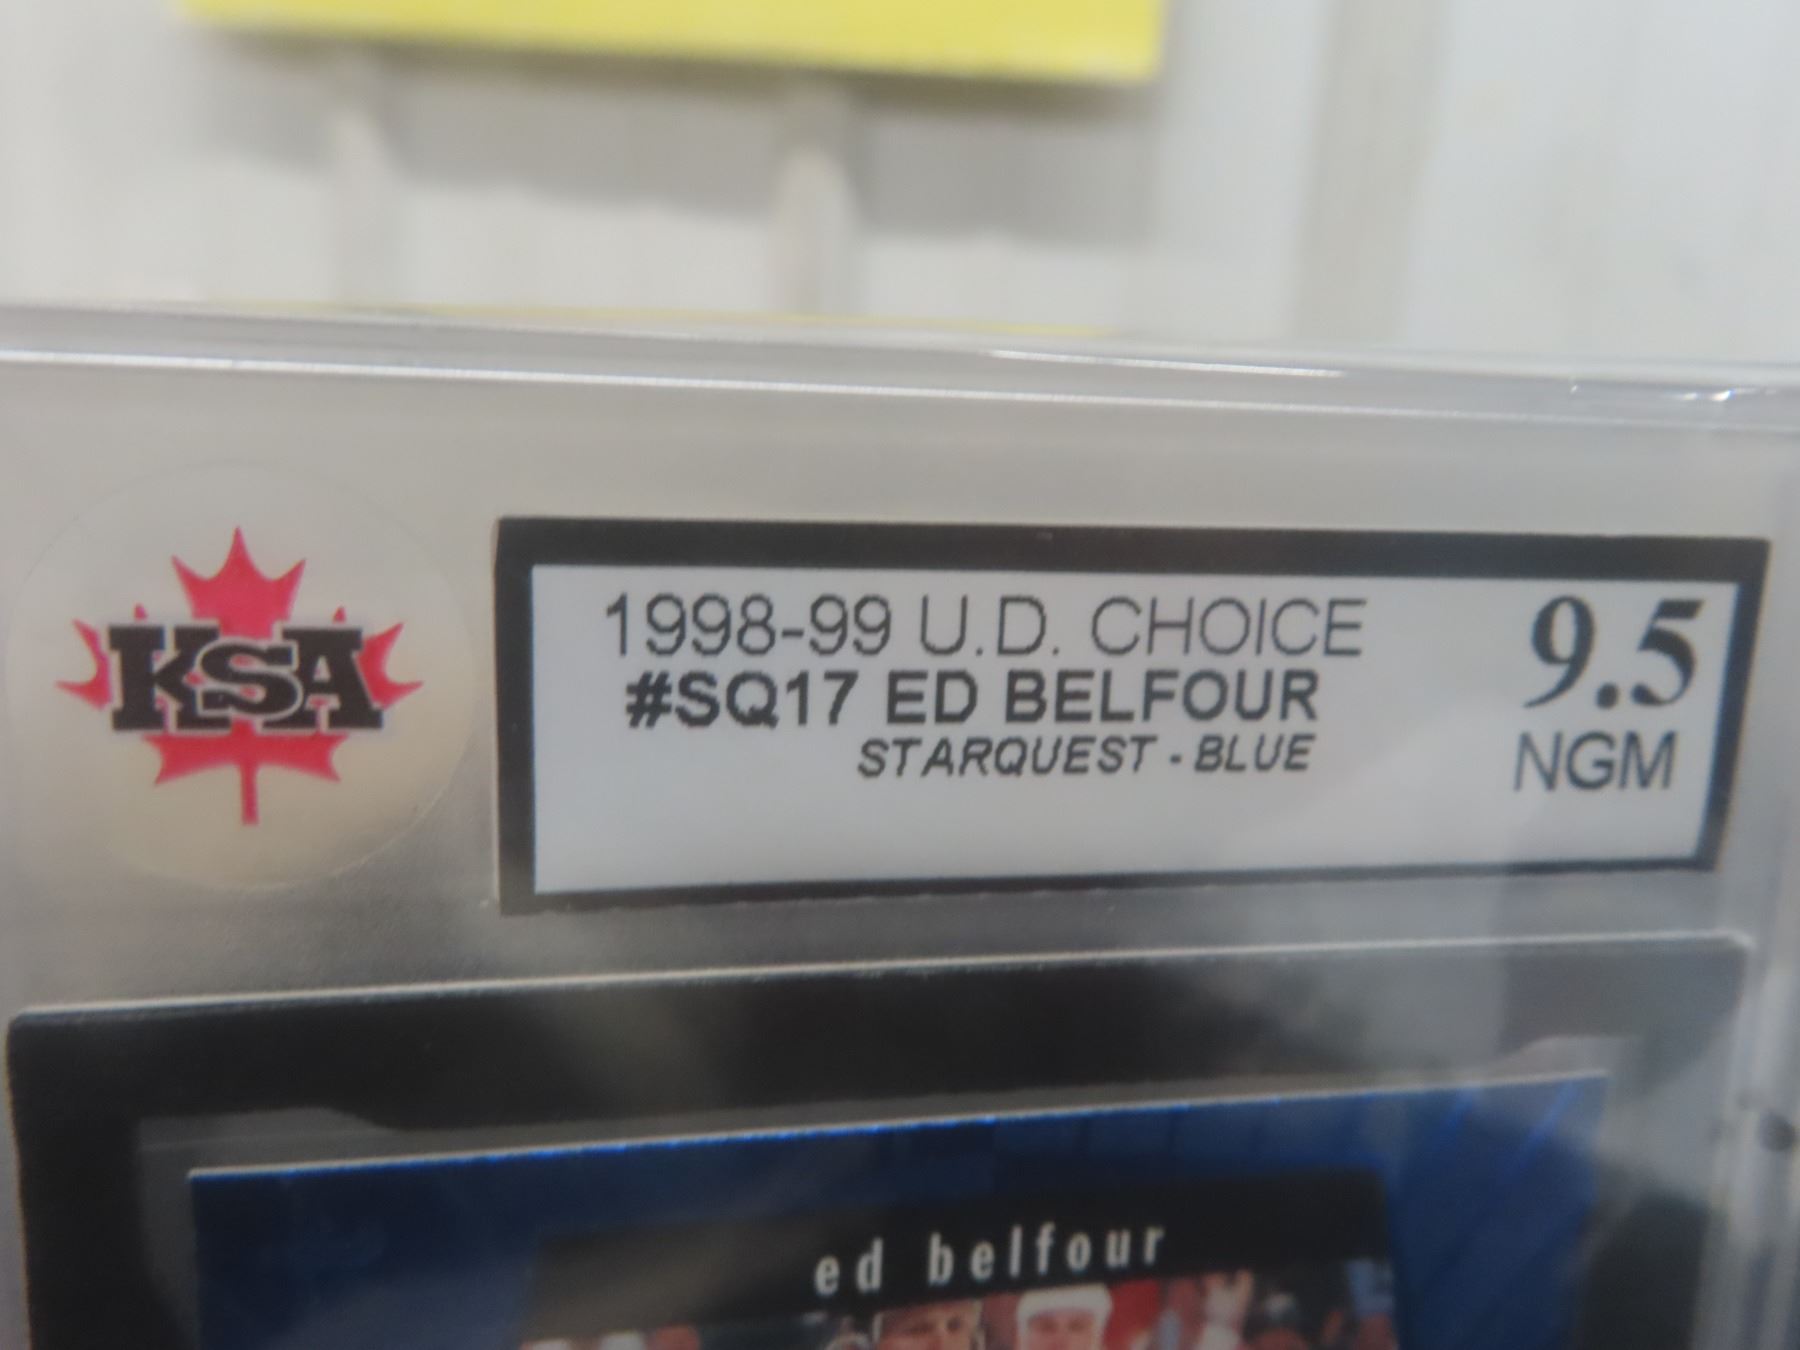 KSA
1998-99 U.D. CHOICE
9.5
#SQ17 ED BELFOUR
STARQUEST - BLUE
NGM
ed belfour